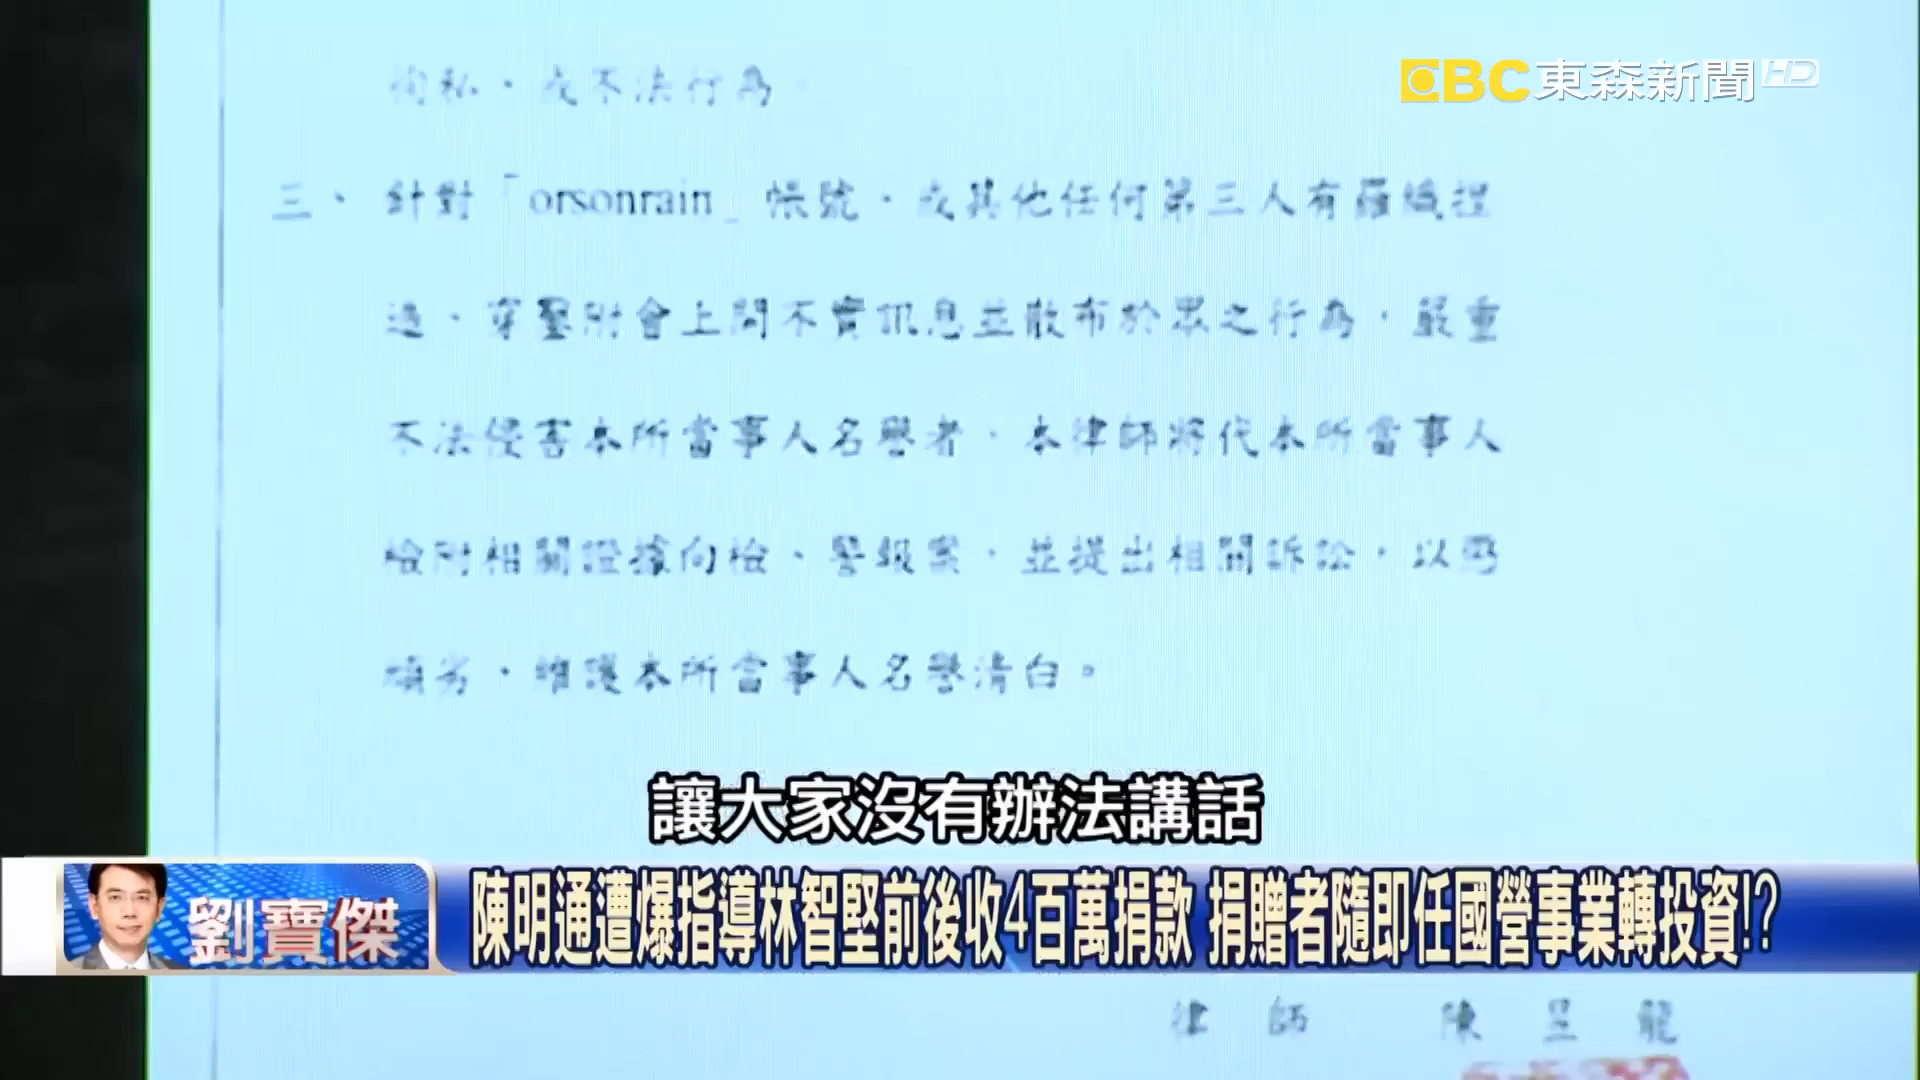 徇私、或不法行為。
EBC東森新聞HD
三、針對「orsonrain」帳號、或其他任何第三人有羅織捏
造、穿鑿附會上開不實訊息並散布於眾之行為，嚴重
不法侵害本所當事人名譽者，本律師將代本所當事人
檢附相關證據向檢、警報案，並提出相關訴訟，以懲
頑劣，維護本所當事人名譽清白。
讓大家沒有辦法講話
劉寶傑
陳明通遭爆指導林智堅前後收4百萬捐款 捐贈者隨即任國營事業轉投資!?
律 師 陳 昱 龍